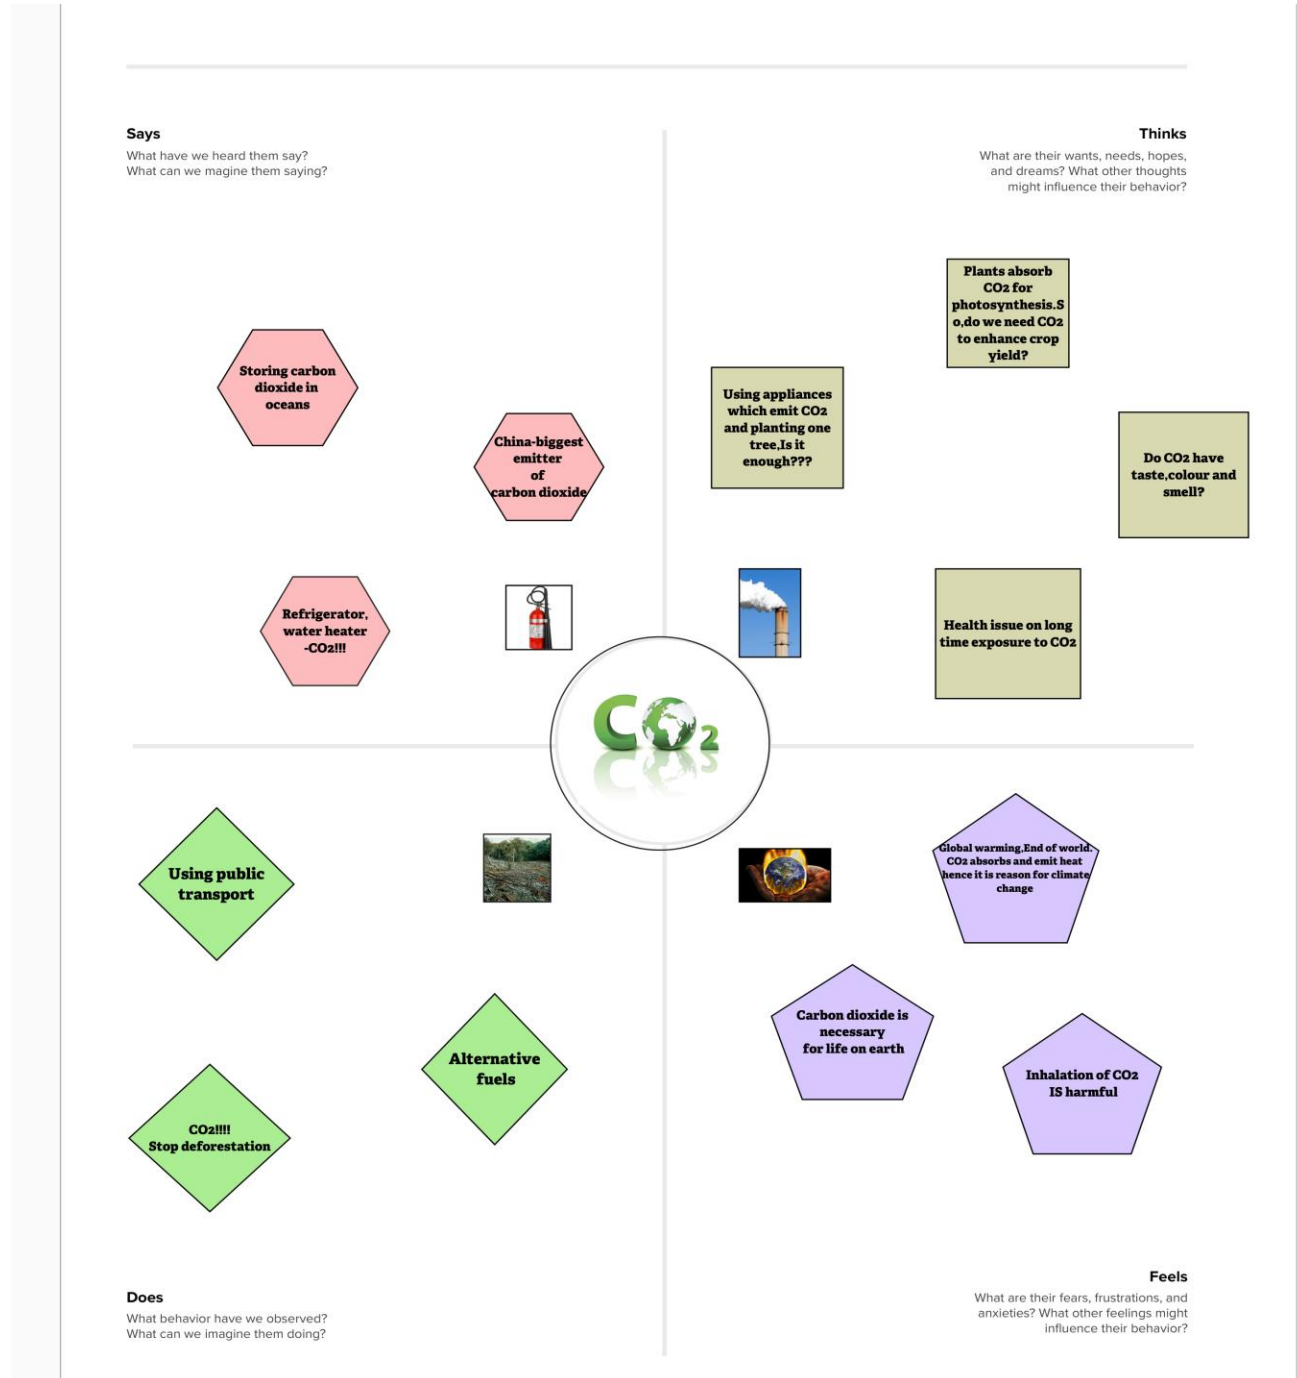 Says
What have we heard them say?
What can we magine them saying?
Thinks
What are their wants, needs, hopes,
and dreams? What other thoughts
might influence their behavior?
Storing carbon
dioxide in
oceans
China-biggest
emitter
of
carbon dioxide
Refrigerator,
water heater
-CO2!!!
Plants absorb
CO2 for
photosynthesis.S
o,do we need CO2
to enhance crop
yield?
Using appliances
which emit CO2
and planting one
tree,Is it
enough???
Do CO2 have
taste,colour and
smell?
Health issue on long
time exposure to CO2
CO2
Using public
transport
Alternative
fuels
CO2!!!!
Stop deforestation
Global warming,End of world.
CO2 absorbs and emit heat
hence it is reason for climate
change
Carbon dioxide is
necessary
for life on earth
Inhalation of CO2
IS harmful
Does
What behavior have we observed?
What can we imagine them doing?
Feels
What are their fears, frustrations, and
anxieties? What other feelings might
influence their behavior?